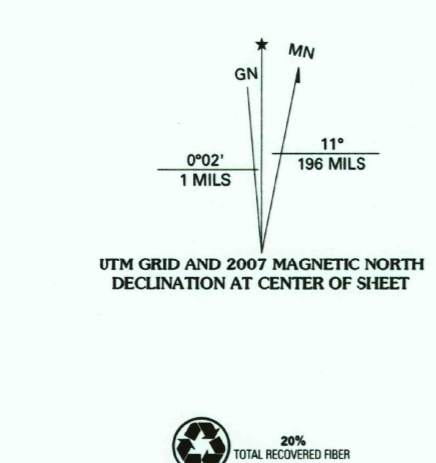 MN
GN
11°
196 MILS
0°02'
1 MILS
UTM GRID AND 2007 MAGNETIC NORTH
DECLINATION AT CENTER OF SHEET
20%
TOTAL RECOVERED FIBER